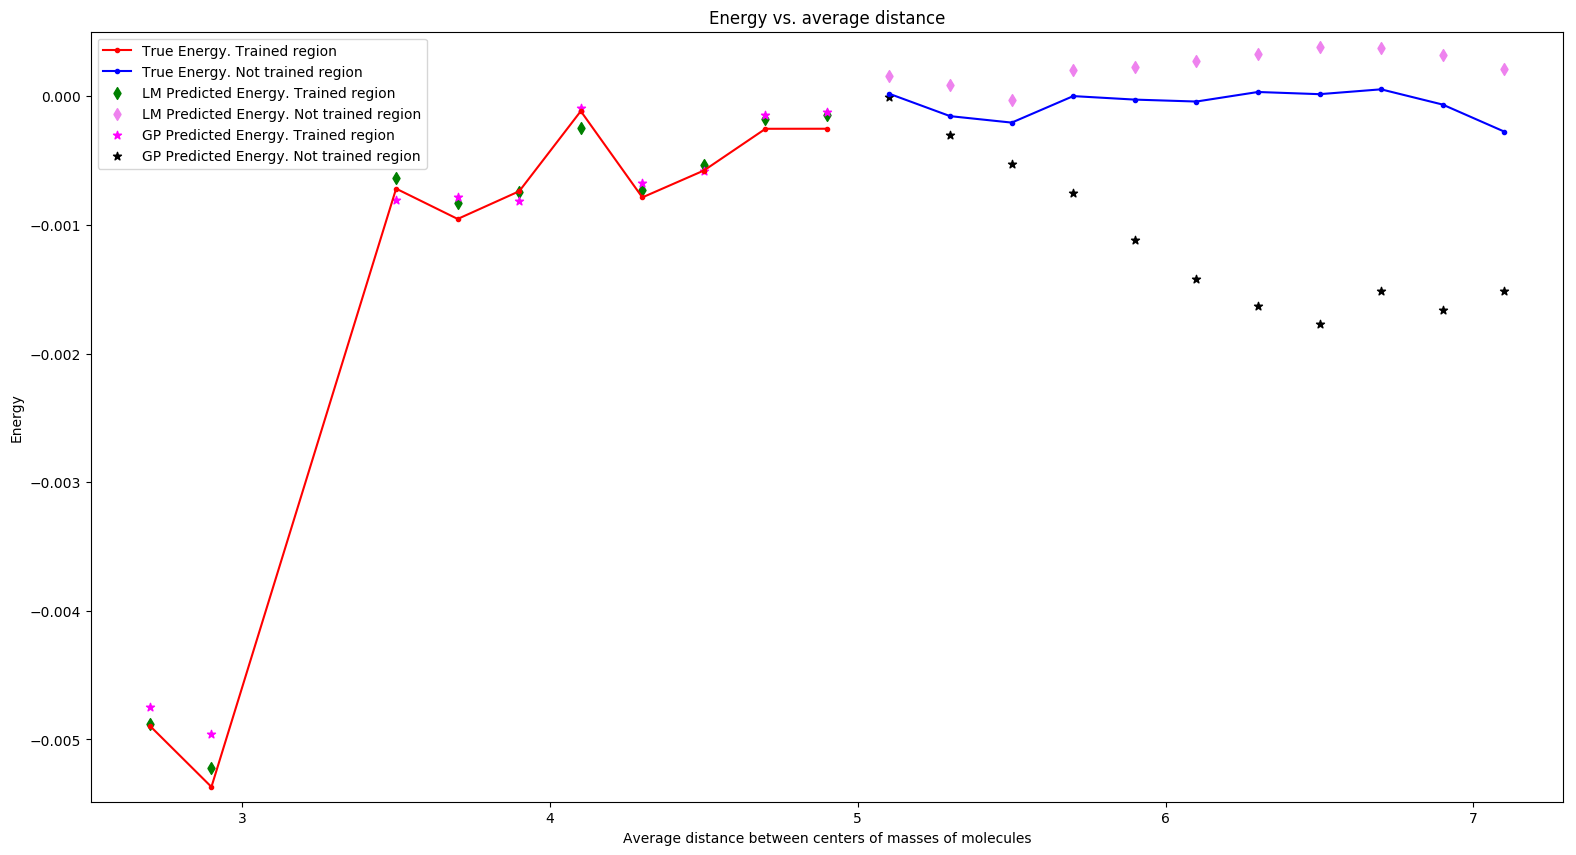 Energy vs. average distance
True Energy. Trained region
True Energy. Not trained region
LM Predicted Energy. Trained region
LM Predicted Energy. Not trained region
GP Predicted Energy. Trained region
GP Predicted Energy. Not trained region
0.000
−0.001
−0.002
−0.003
−0.004
−0.005
Energy
3 4 5 6 7
Average distance between centers of masses of molecules